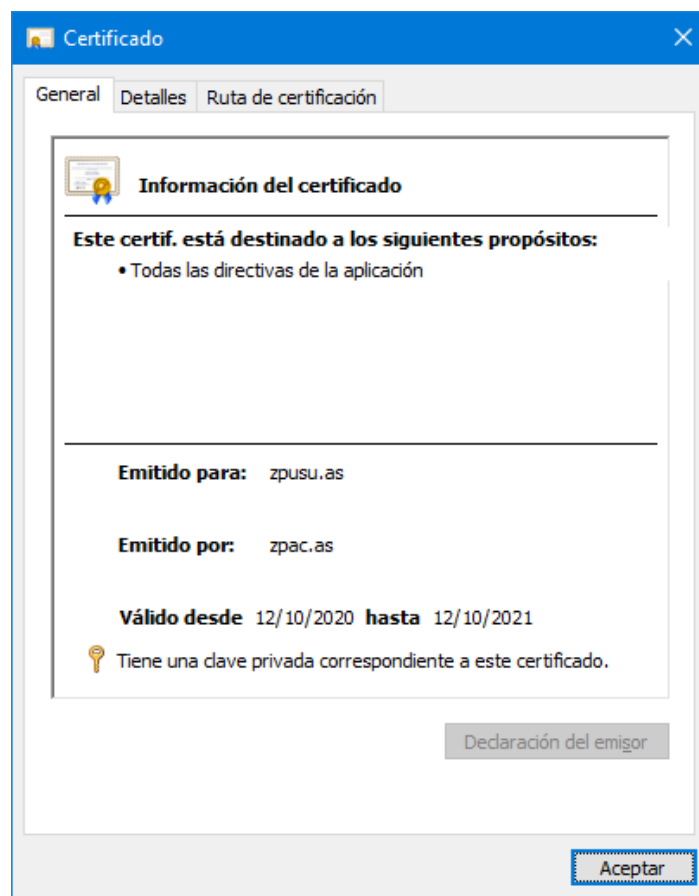 Certificado
General Detalles Ruta de certificación
Información del certificado
Este certif. está destinado a los siguientes propósitos:
• Todas las directivas de la aplicación
Emitido para: zpusu.as
Emitido por: zpac.as
Válido desde 12/10/2020 hasta 12/10/2021
Tiene una clave privada correspondiente a este certificado.
Declaración del emisor
Aceptar